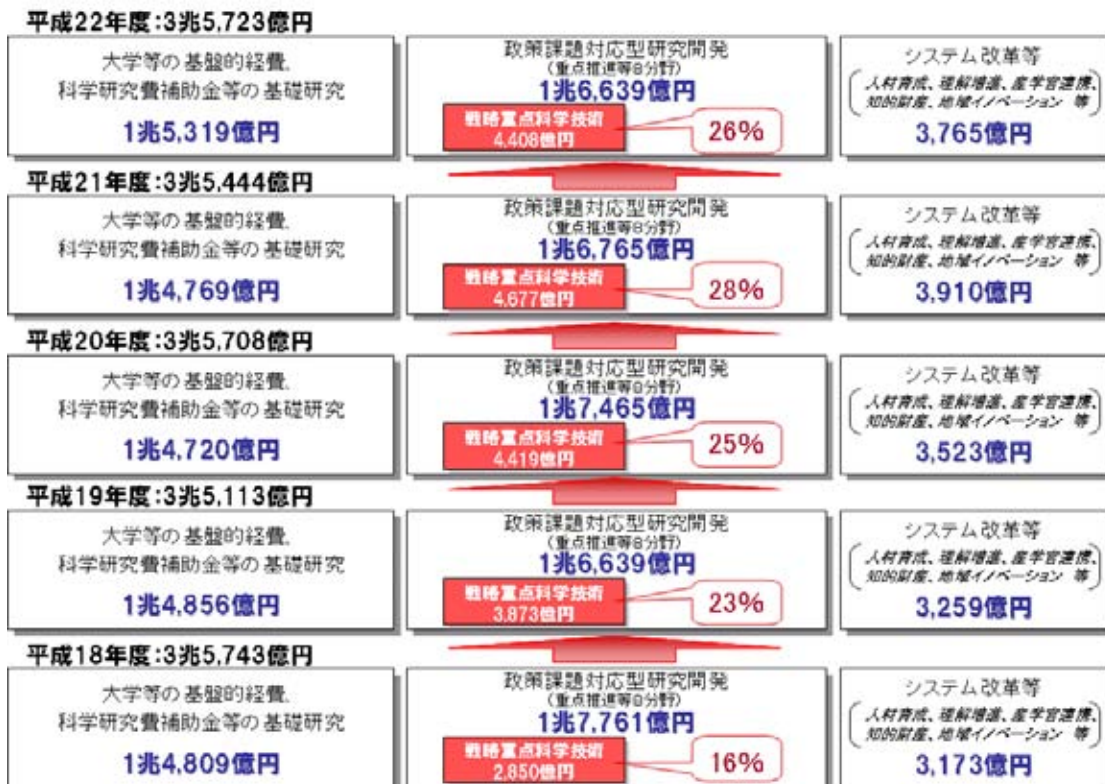 平成22年度:3兆5,723億円
大学等の基盤的経費、
科学研究費補助金等の基礎研究
1兆5,319億円
政策課題対応型研究開発
(重点推進等8分野)
1兆6,639億円
戦略重点科学技術
4,408億円
26%
システム改革等
人材育成、理解増進、産学官連携、
知的財産、地域イノベーション 等
3,765億円
平成21年度:3兆5,444億円
大学等の基盤的経費、
科学研究費補助金等の基礎研究
1兆4,769億円
政策課題対応型研究開発
(重点推進等8分野)
1兆6,765億円
戦略重点科学技術
4,677億円
28%
システム改革等
人材育成、理解増進、産学官連携、
知的財産、地域イノベーション 等
3,910億円
平成20年度:3兆5,708億円
大学等の基盤的経費、
科学研究費補助金等の基礎研究
1兆4,720億円
政策課題対応型研究開発
(重点推進等8分野)
1兆7,465億円
戦略重点科学技術
4,419億円
25%
システム改革等
人材育成、理解増進、産学官連携、
知的財産、地域イノベーション 等
3,523億円
平成19年度:3兆5,113億円
大学等の基盤的経費、
科学研究費補助金等の基礎研究
1兆4,856億円
政策課題対応型研究開発
(重点推進等8分野)
1兆6,639億円
戦略重点科学技術
3,873億円
23%
システム改革等
人材育成、理解増進、産学官連携、
知的財産、地域イノベーション 等
3,259億円
平成18年度:3兆5,743億円
大学等の基盤的経費、
科学研究費補助金等の基礎研究
1兆4,809億円
政策課題対応型研究開発
(重点推進等8分野)
1兆7,761億円
戦略重点科学技術
2,850億円
16%
システム改革等
人材育成、理解増進、産学官連携、
知的財産、地域イノベーション 等
3,173億円